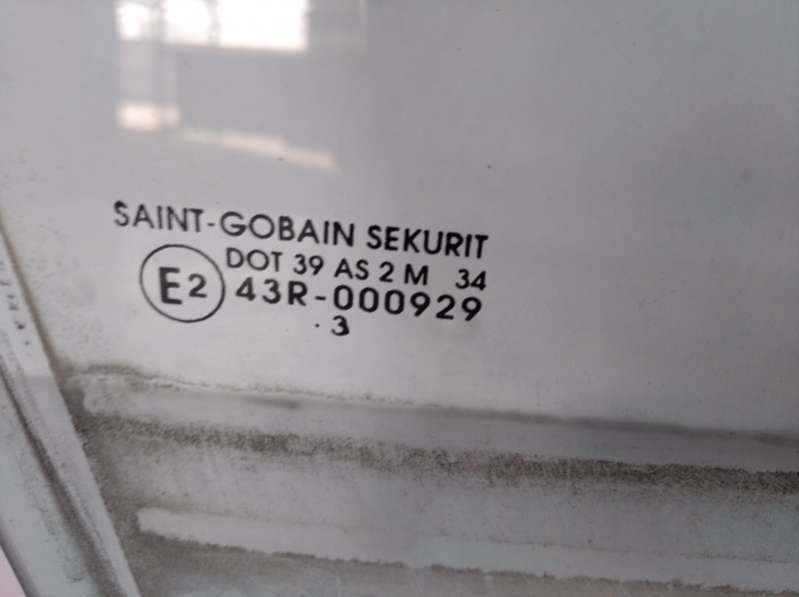 SAINT-GOBAIN SEKURIT
DOT 39 AS 2 M 34
E2 43R-000929
.3